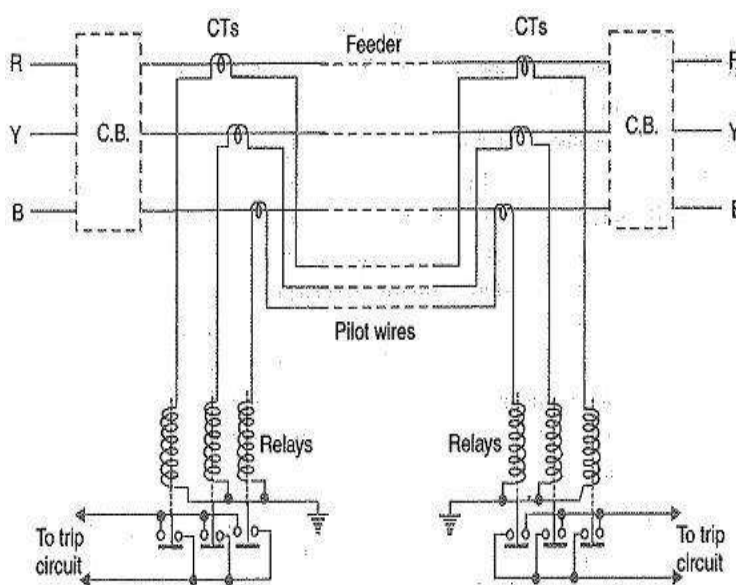 CTs
CTs
Feeder
R
Y
B
C.B.
C.B.
Y
Pilot wires
Relays
Relays
To trip
circuit
To trip
circuit